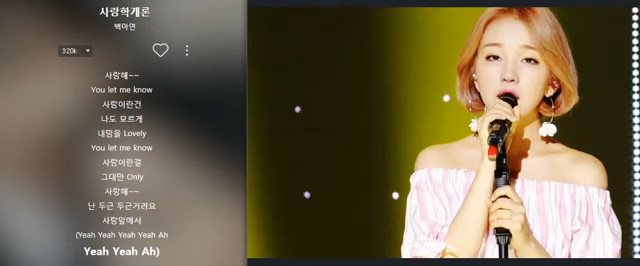 사랑학개론
백아연
320k
사랑해~~
You let me know
사랑이란건
나도 모르게
내맘을 Lovely
You let me know
사랑이란걸
그대만 Only
사랑해~~
난 두근 두근거려요
사랑앞에서
(Yeah Yeah Yeah Yeah Ah
Yeah Yeah Ah)